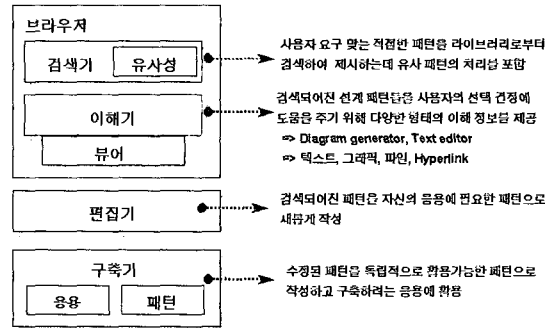 브라우져
검색기
유사성
사용자 요구 맞는 적접한 패턴을 라이브러리로부터
검색하여 제시하는데 유사 패턴의 처리를 포함
이해기
뷰어
검색되어진 설계 패턴들을 사용자의 선택 결정에
도움을 주기 위해 다양한 형태의 이해 정보를 제공
=> Diagram generator, Text editor
=> 텍스트, 그래픽, 파일, Hyperlink
편집기
검색되어진 패턴을 자신의 응용에 필요한 패턴으로
새롭게 작성
구축기
응용
패턴
수정된 패턴을 독립적으로 활용가능한 패턴으로
작성하고 구축하려는 응용에 활용